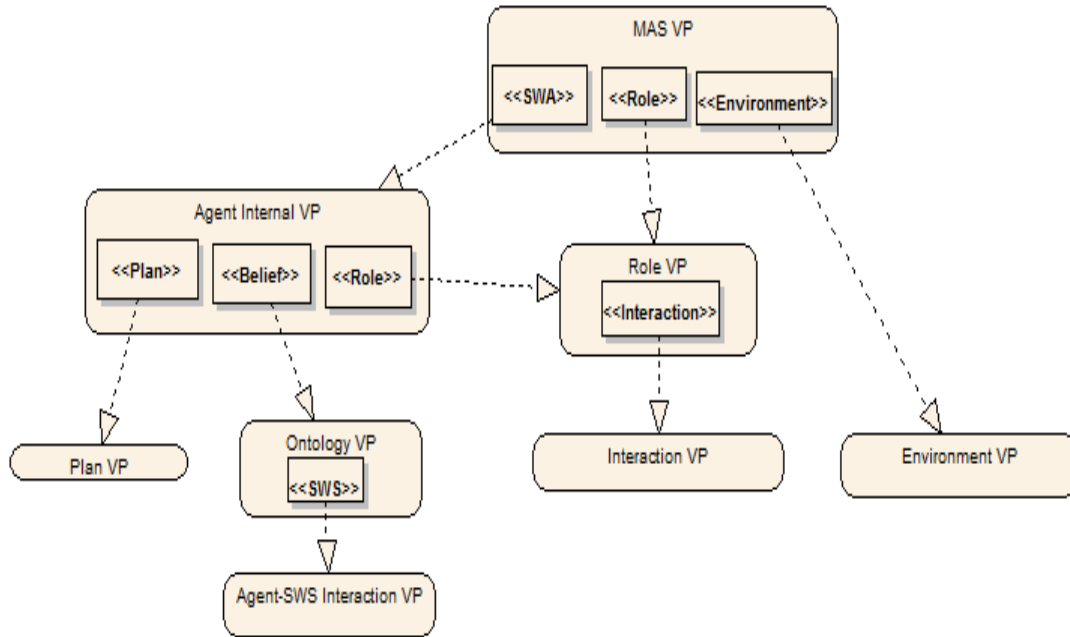 MAS VP
<<SWA>>
<<Role>>
<<Environment>>
Agent Internal VP
<<Plan>>
<<Belief>>
<<Role>>
Role VP
<<Interaction>>
Plan VP
Ontology VP
<<SWS>>
Interaction VP
Environment VP
Agent-SWS Interaction VP